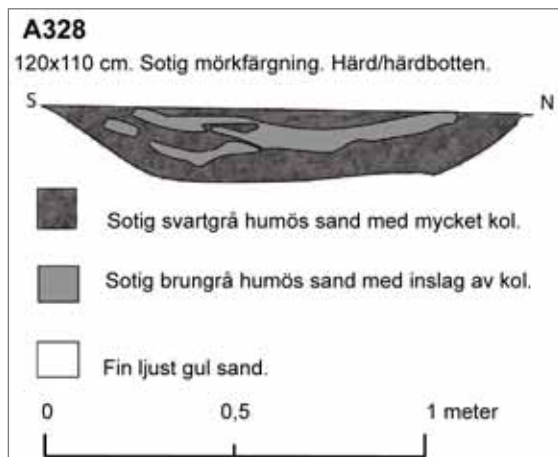 A328
120x110 cm. Sotig mörkfärgning. Härd/härdbotten.
S N
Sotig svartgrå humös sand med mycket kol.
Sotig brungrå humös sand med inslag av kol.
Fin ljust gul sand.
0 0,5 1 meter